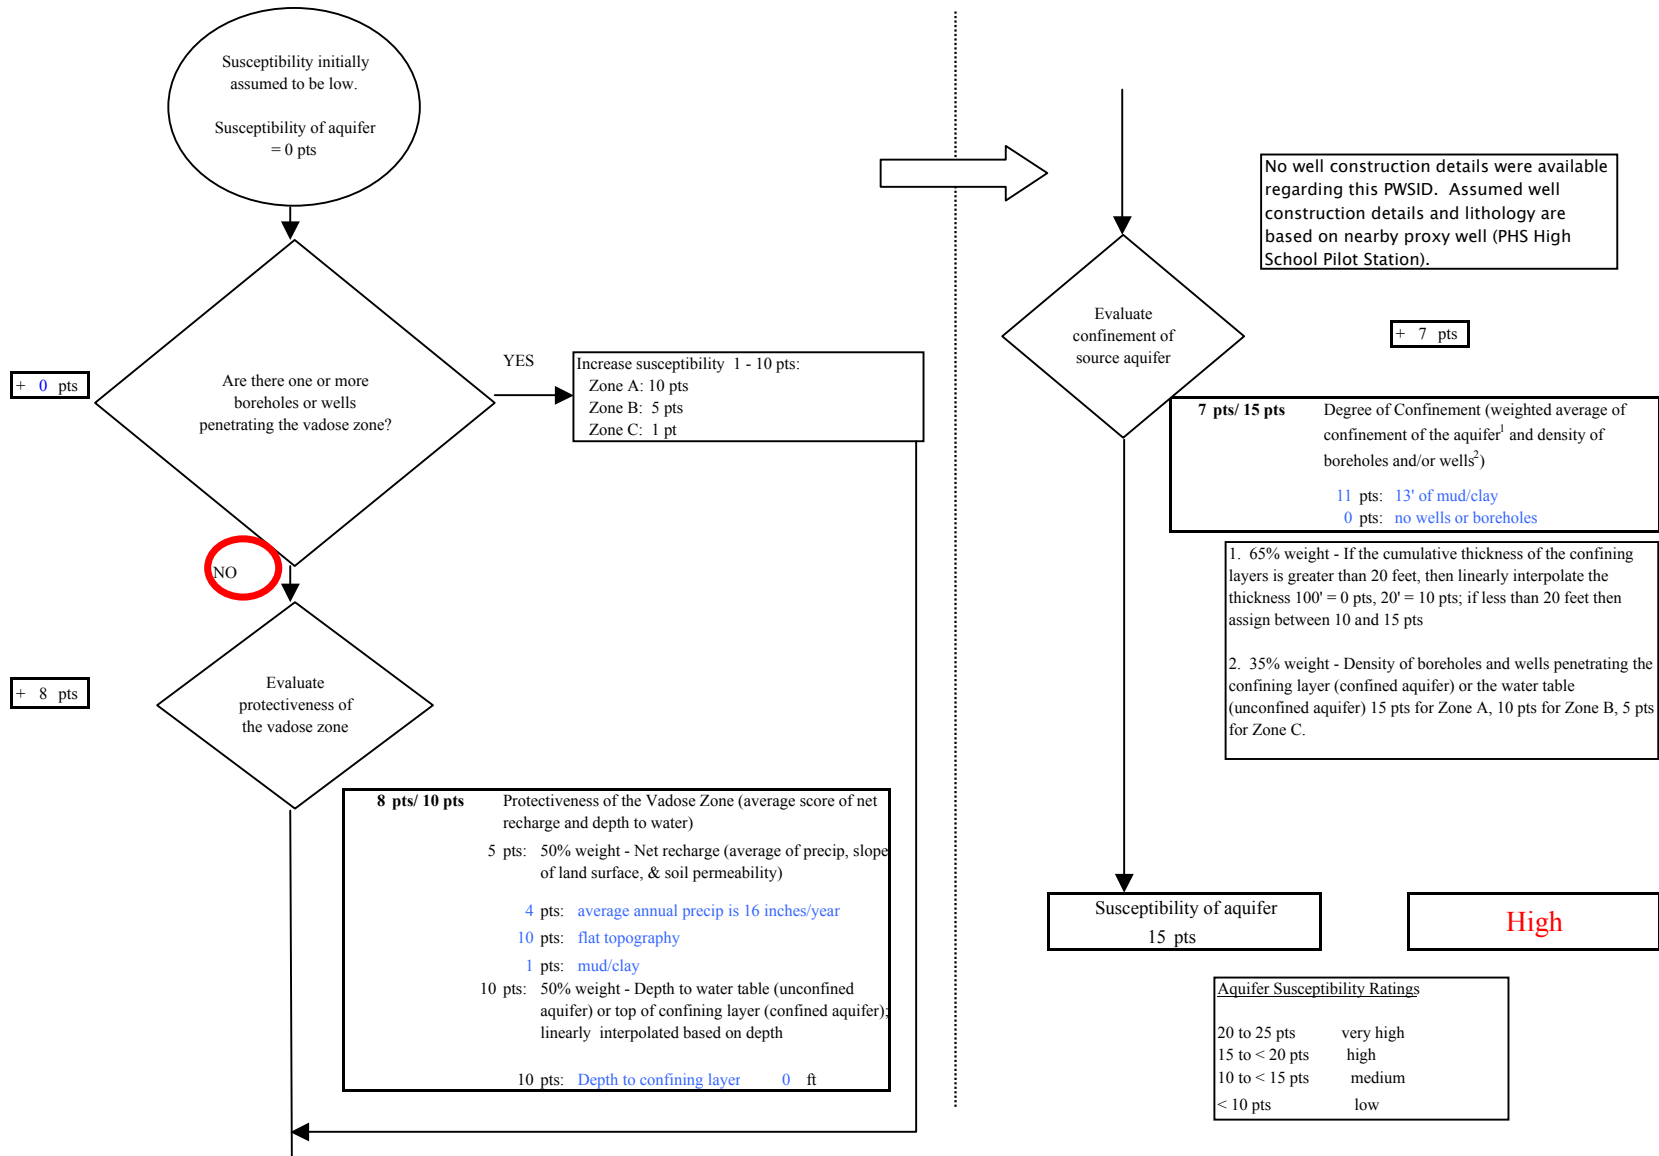 Susceptibility initially
assumed to be low.
Susceptibility of aquifer
= 0 pts
Are there one or more
boreholes or wells
penetrating the vadose zone?
+ 0 pts
YES
Increase susceptibility 1 - 10 pts:
Zone A: 10 pts
Zone B: 5 pts
Zone C: 1 pt
NO
Evaluate
protectiveness of
the vadose zone
+ 8 pts
8 pts/ 10 pts Protectiveness of the Vadose Zone (average score of net
recharge and depth to water)
5 pts: 50% weight - Net recharge (average of precip, slope
of land surface, & soil permeability)
4 pts: average annual precip is 16 inches/year
10 pts: flat topography
1 pts: mud/clay
10 pts: 50% weight - Depth to water table (unconfined
aquifer) or top of confining layer (confined aquifer);
linearly interpolated based on depth
10 pts: Depth to confining layer 0 ft
No well construction details were available
regarding this PWSID. Assumed well
construction details and lithology are
based on nearby proxy well (PHS High
School Pilot Station).
Evaluate
confinement of
source aquifer
+ 7 pts
7 pts/ 15 pts Degree of Confinement (weighted average of
confinement of the aquifer1 and density of
boreholes and/or wells2)
11 pts: 13' of mud/clay
0 pts: no wells or boreholes
1. 65% weight - If the cumulative thickness of the confining
layers is greater than 20 feet, then linearly interpolate the
thickness 100' = 0 pts, 20' = 10 pts; if less than 20 feet then
assign between 10 and 15 pts
2. 35% weight - Density of boreholes and wells penetrating the
confining layer (confined aquifer) or the water table
(unconfined aquifer) 15 pts for Zone A, 10 pts for Zone B, 5 pts
for Zone C.
Susceptibility of aquifer
15 pts
High
Aquifer Susceptibility Ratings
20 to 25 pts very high
15 to < 20 pts high
10 to < 15 pts medium
< 10 pts low